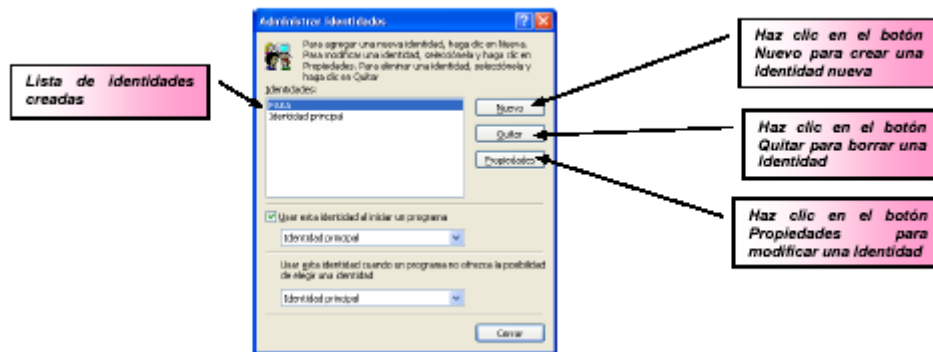 Administrar Identidades
Para agregar una nueva identidad, haga clic en Nueva.
Para modificar una identidad, selecciónela y haga clic en
Propiedades. Para eliminar una identidad, selecciónela y
haga clic en Quitar
Identidades:
Identidad principal
Nuevo
Quitar
Propiedades
Usar esta identidad al iniciar un programa
Identidad principal
Usar esta identidad cuando un programa no ofrezca la posibilidad
de elegir una identidad
Identidad principal
Cerrar
Lista de identidades
creadas
Haz clic en el botón
Nuevo para crear una
Identidad nueva
Haz clic en el botón
Quitar para borrar una
Identidad
Haz clic en el botón
Propiedades para
modificar una Identidad